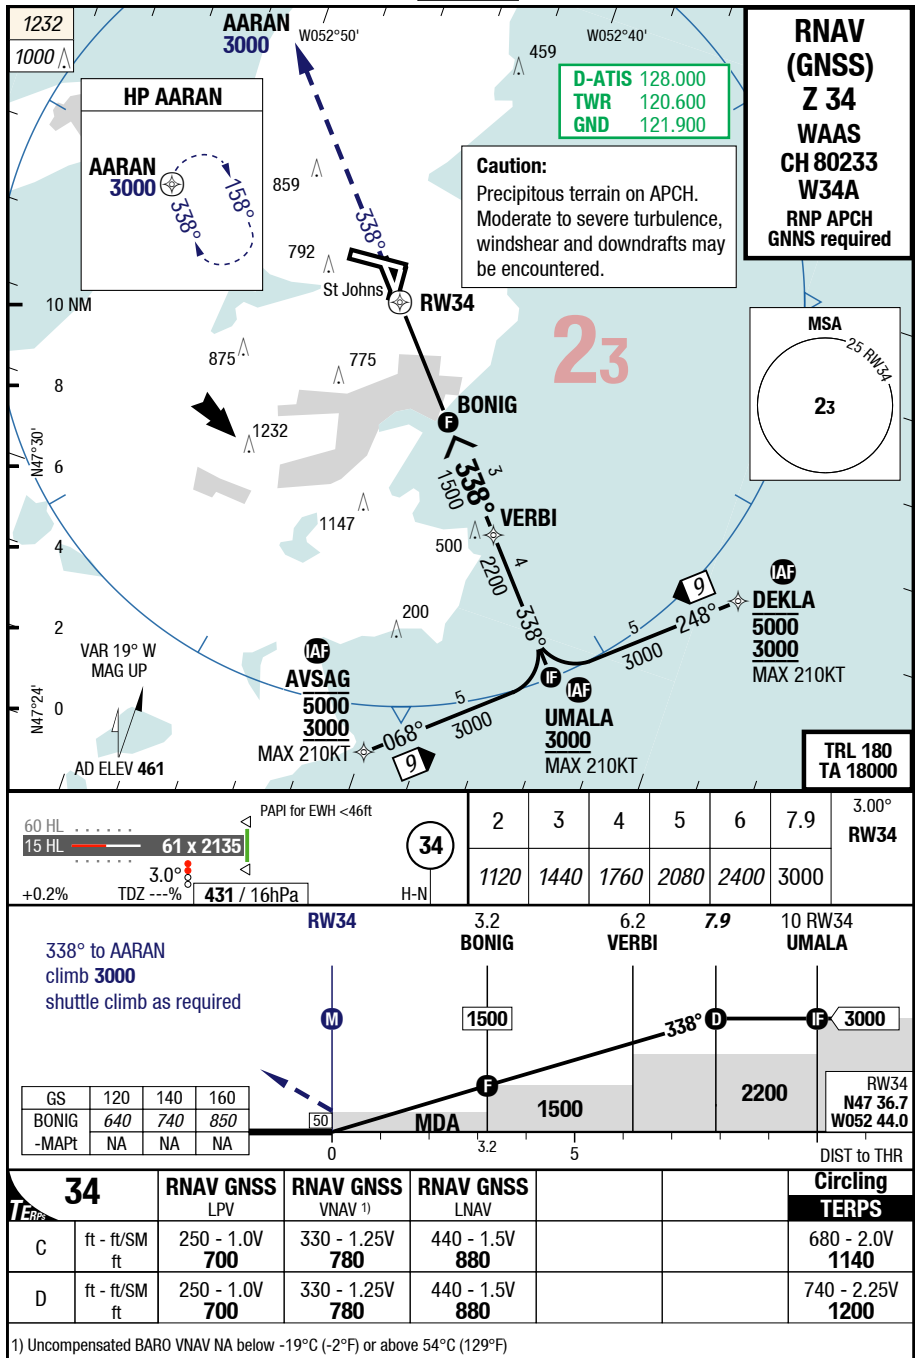 1232
1000
AARAN
3000
W052°50'
W052°40'
459
D-ATIS 128.000
TWR 120.600
GND 121.900
RNAV
(GNSS)
Z 34
WAAS
CH 80233
W34A
RNP APCH
GNNS required
HP AARAN
AARAN
3000
338°
158°
859
338°
Caution:
Precipitous terrain on APCH.
Moderate to severe turbulence,
windshear and downdrafts may
be encountered.
792
St Johns
RW34
10 NM
23
MSA
25 RW34
23
875
775
8
BONIG
F
1232
N47°30'
6
3
338°
1500
1147
VERBI
500
4
4
2200
338°
9
IAF
DEKLA
5000
3000
MAX 210KT
248°
5
3000
200
2
VAR 19° W
MAG UP
IAF
AVSAG
5000
3000
MAX 210KT
068°
5
3000
9
IF
IAF
UMALA
3000
MAX 210KT
N47°24'
0
AD ELEV 461
TRL 180
TA 18000
60 HL
15 HL
61 x 2135
PAPI for EWH <46ft
3.0°
+0.2%
TDZ ---%
431 / 16hPa
34
H-N
2 3 4 5 6 7.9
3.00°
RW34
1120 1440 1760 2080 2400 3000
RW34
3.2
BONIG
6.2
VERBI
7.9
10 RW34
UMALA
338° to AARAN
climb 3000
shuttle climb as required
M
1500
338°
D
IF
3000
F
50
MDA
1500
2200
RW34
N47 36.7
W052 44.0
GS 120 140 160
BONIG 640 740 850
-MAPt NA NA NA
0
3.2
5
DIST to THR
TERPS
34
RNAV GNSS
LPV
RNAV GNSS
VNAV 1)
RNAV GNSS
LNAV
Circling
TERPS
C
ft - ft/SM 250 - 1.0V 330 - 1.25V 440 - 1.5V 680 - 2.0V
ft 700 780 880 1140
D
ft - ft/SM 250 - 1.0V 330 - 1.25V 440 - 1.5V 740 - 2.25V
ft 700 780 880 1200
1) Uncompensated BARO VNAV NA below -19°C (-2°F) or above 54°C (129°F)